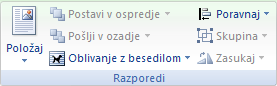 Položaj
Postavi v ospredje
Pošlji v ozadje
Oblivanje z besedilom
Poravnaj
Skupina
Zasukaj
Razporedi